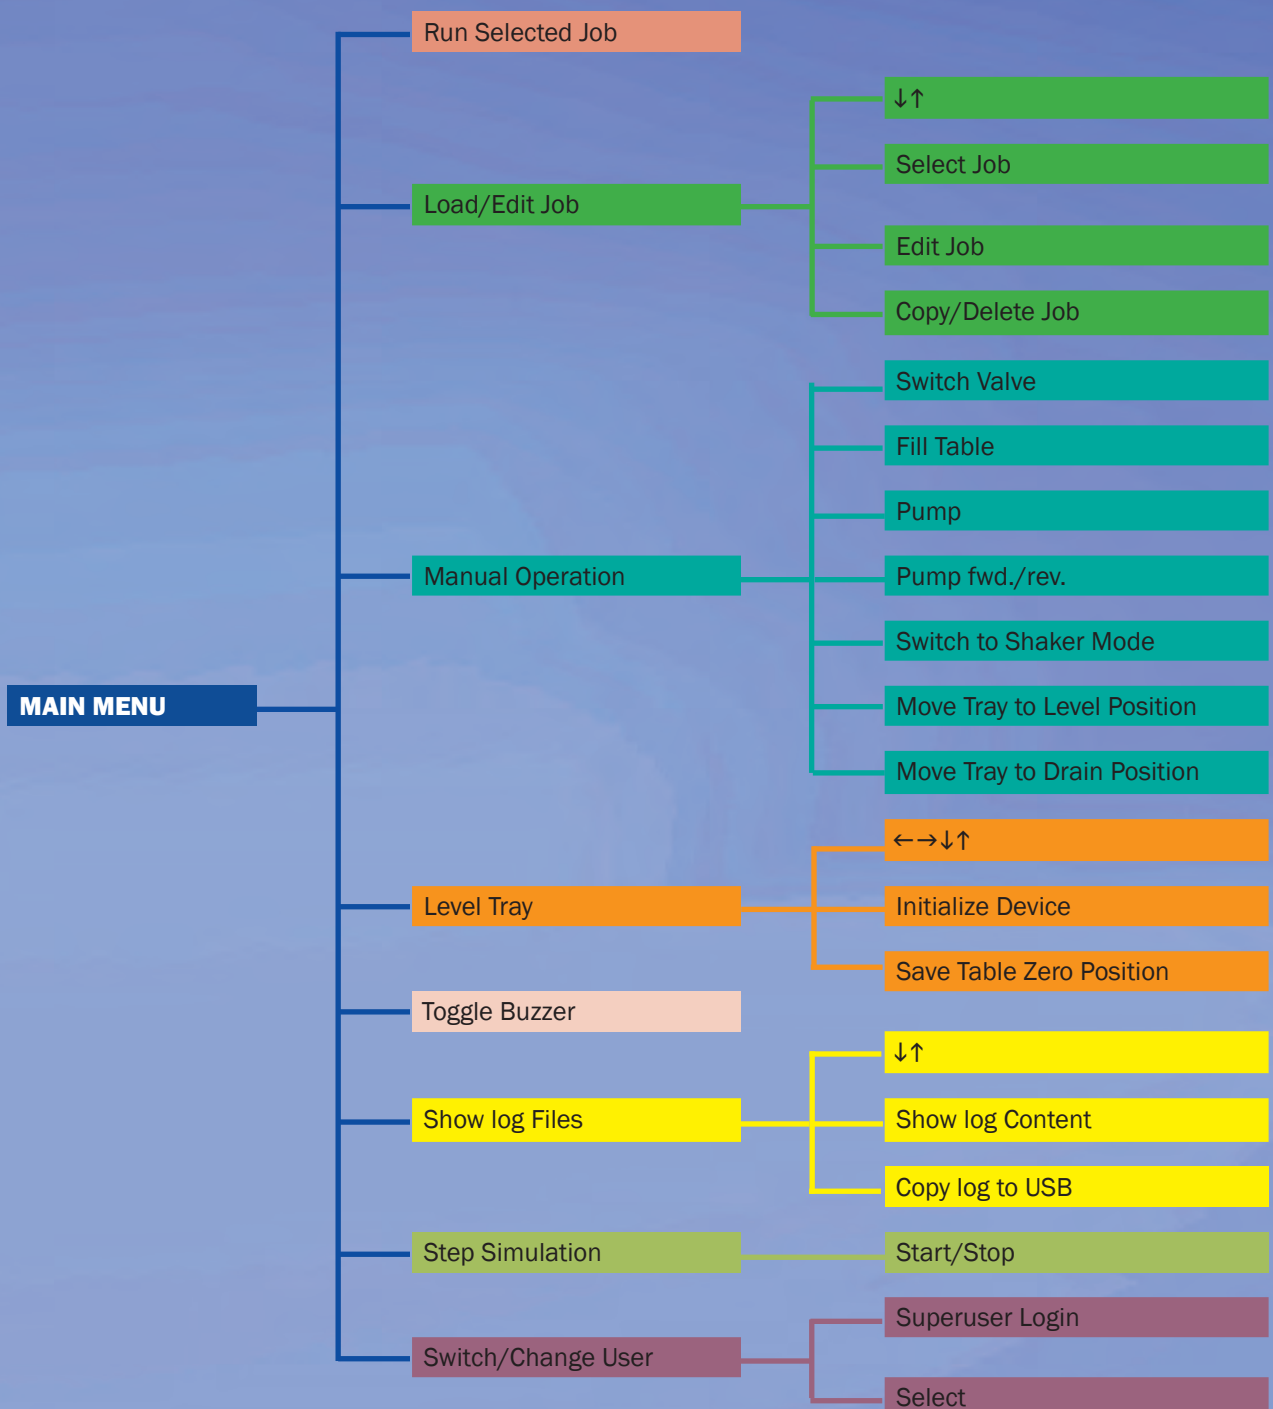 MAIN MENU
Run Selected Job
Load/Edit Job
↓↑
Select Job
Edit Job
Copy/Delete Job
Manual Operation
Switch Valve
Fill Table
Pump
Pump fwd./rev.
Switch to Shaker Mode
Move Tray to Level Position
Move Tray to Drain Position
Level Tray
←→↓↑
Initialize Device
Save Table Zero Position
Toggle Buzzer
Show log Files
↓↑
Show log Content
Copy log to USB
Step Simulation
Start/Stop
Switch/Change User
Superuser Login
Select